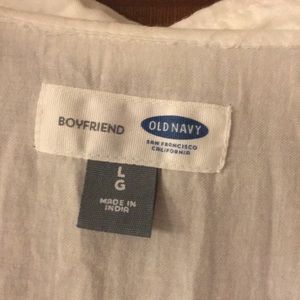 BOYFRIEND
OLD NAVY
SAN FRANCISCO
CALIFORNIA
L
G
MADE IN
INDIA